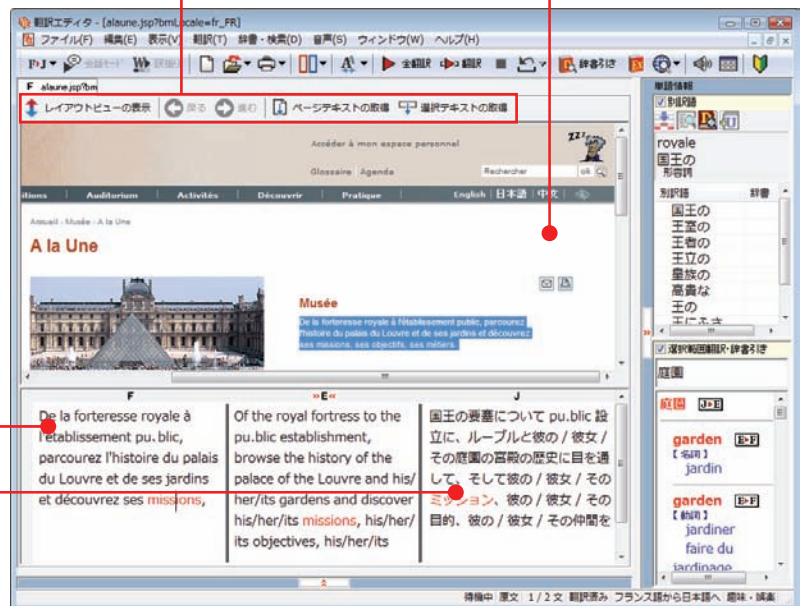 翻訳エディタ - [alaune.jsp?bmLocale=fr_FR]
ファイル(F) 編集(E) 表示(V) 翻訳(T) 辞書・検索(D) 音声(S) ウィンドウ(W) ヘルプ(H)
全翻訳 辞書引き
F alaune.jsp?bm
レイアウトビューの表示 戻る 進む ページテキストの取得 選択テキストの取得
Accéder à mon espace personnel
Glossaire Agenda Rechercher ok
itions Auditorium Activités Découvrir Pratique English 日本語 中文
Accueil - Musée - A la Une
A la Une
Musée
De la forteresse royale à l'établissement public, parcourez
l'histoire du palais du Louvre et de ses jardins et découvrez
ses missions, ses objectifs, ses métiers.
F
De la forteresse royale à
l'établissement pu.blic,
parcourez l'histoire du palais
du Louvre et de ses jardins
et découvrez ses missions,
»E«
Of the royal fortress to the
pu.blic establishment,
browse the history of the
palace of the Louvre and his/
her/its gardens and discover
his/her/its missions, his/her/
its objectives, his/her/its
J
国王の要塞について pu.blic 設
立に、ルーブルと彼の / 彼女 /
その庭園の宮殿の歴史に目を通
して、そして彼の / 彼女 / その
ミッション、彼の / 彼女 / その
目的、彼の / 彼女 / その仲間を
単語情報
別訳語
royale
国王の
形容詞
別訳語 辞書
国王の
王室の
王者の
王立の
皇族の
高貴な
王の
王にふさ
選択範囲翻訳・辞書引き
庭園
庭園 J▸E
garden E▸F
【名詞】
jardin
garden E▸F
【動詞】
jardiner
faire du
jardinage
待機中 原文 1/2文 翻訳済み フランス語から日本語へ 趣味・娯楽